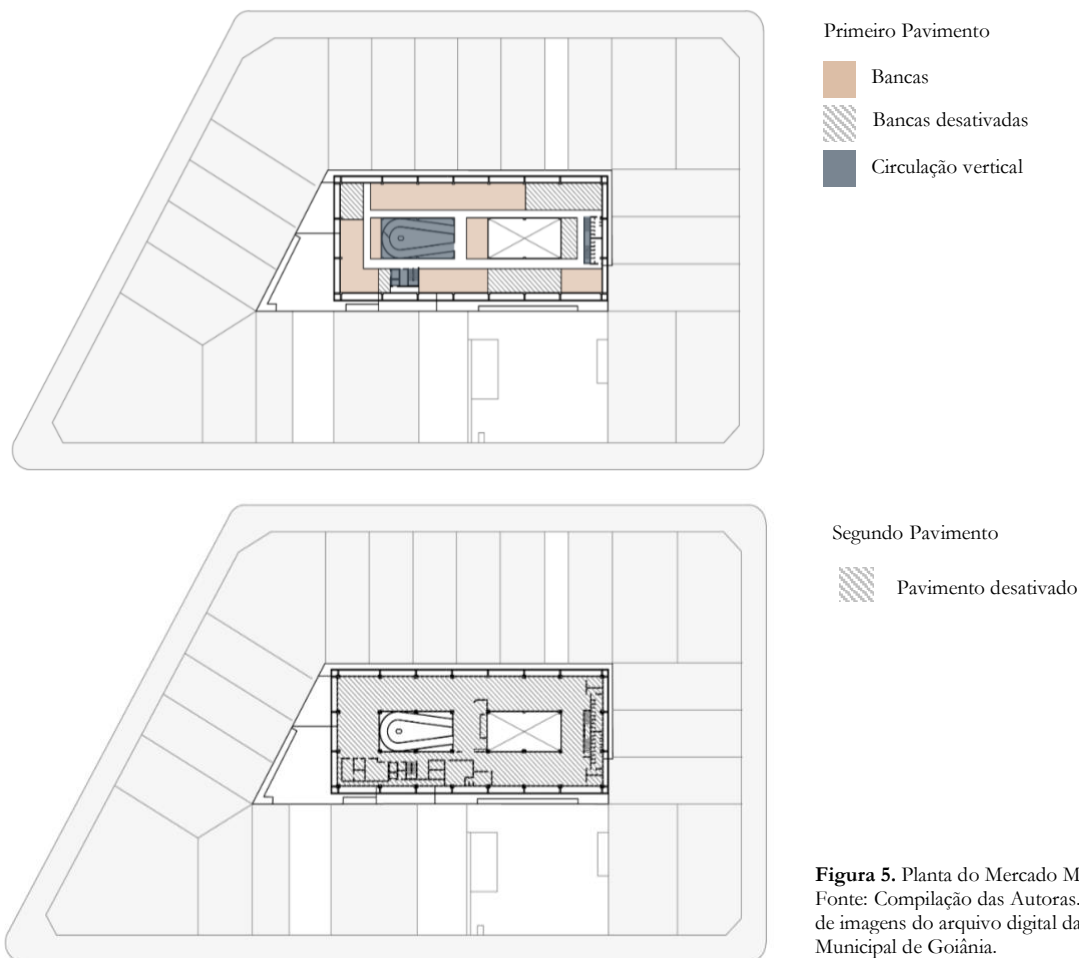 Primeiro Pavimento
Bancas
Bancas desativadas
Circulação vertical
Segundo Pavimento
Pavimento desativado
Figura 5. Planta do Mercado M
Fonte: Compilação das Autoras.
de imagens do arquivo digital da
Municipal de Goiânia.